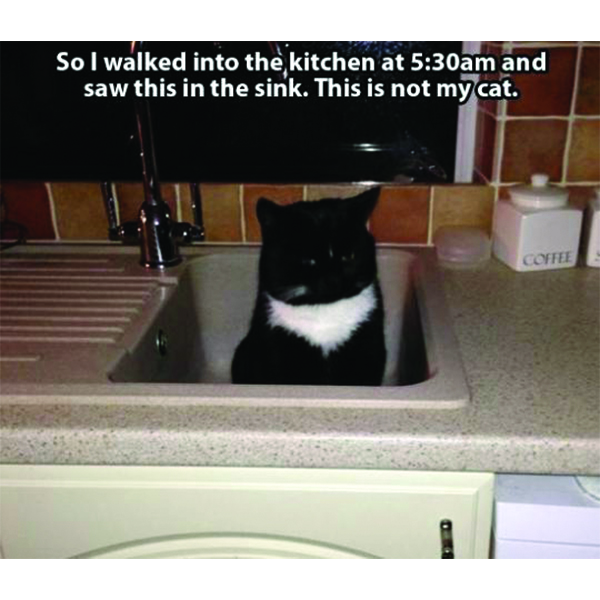 So I walked into the kitchen at 5:30am and
saw this in the sink. This is not my cat.
COFFEE